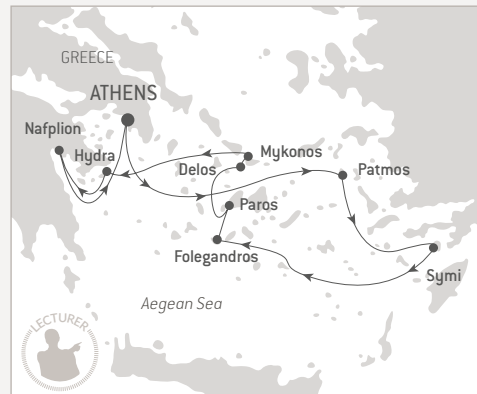 GREECE
ATHENS
Nafplion
Hydra
Mykonos
Delos
Patmos
Paros
Folegandros
Symi
Aegean Sea
LECTURER